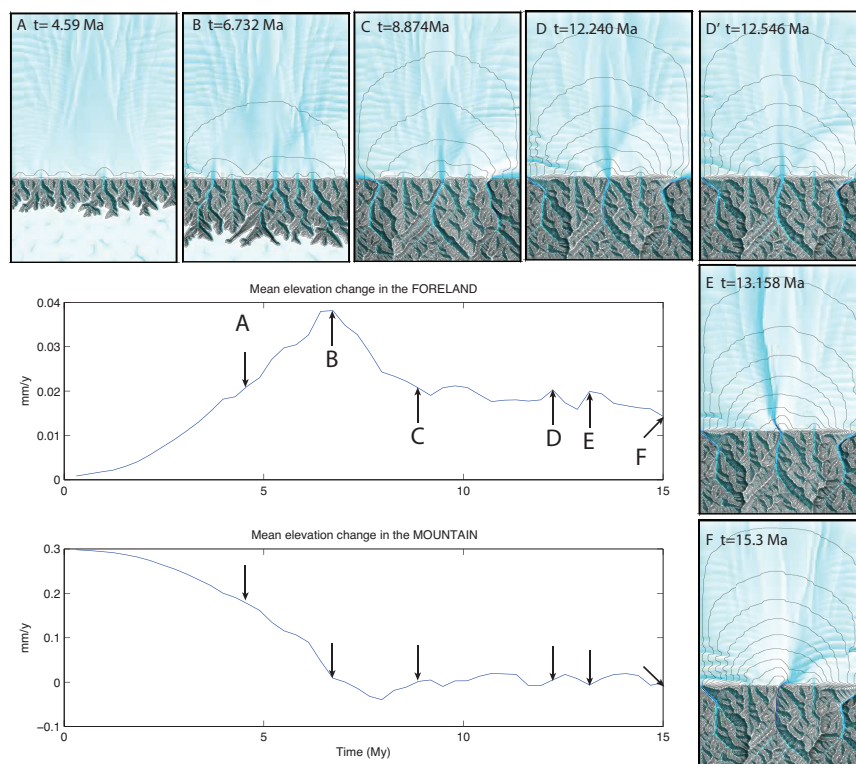 A t= 4.59 Ma
B t=6.732 Ma
C t=8.874Ma
D t=12.240 Ma
D’ t=12.546 Ma
E t=13.158 Ma
F t=15.3 Ma
Mean elevation change in the FORELAND
0.04
0.03
0.02
0.01
0
mm/y
A
B
C
D
E
F
0
5
10
15
Mean elevation change in the MOUNTAIN
0.3
0.2
0.1
0
−0.1
mm/y
0
5
10
15
Time (My)